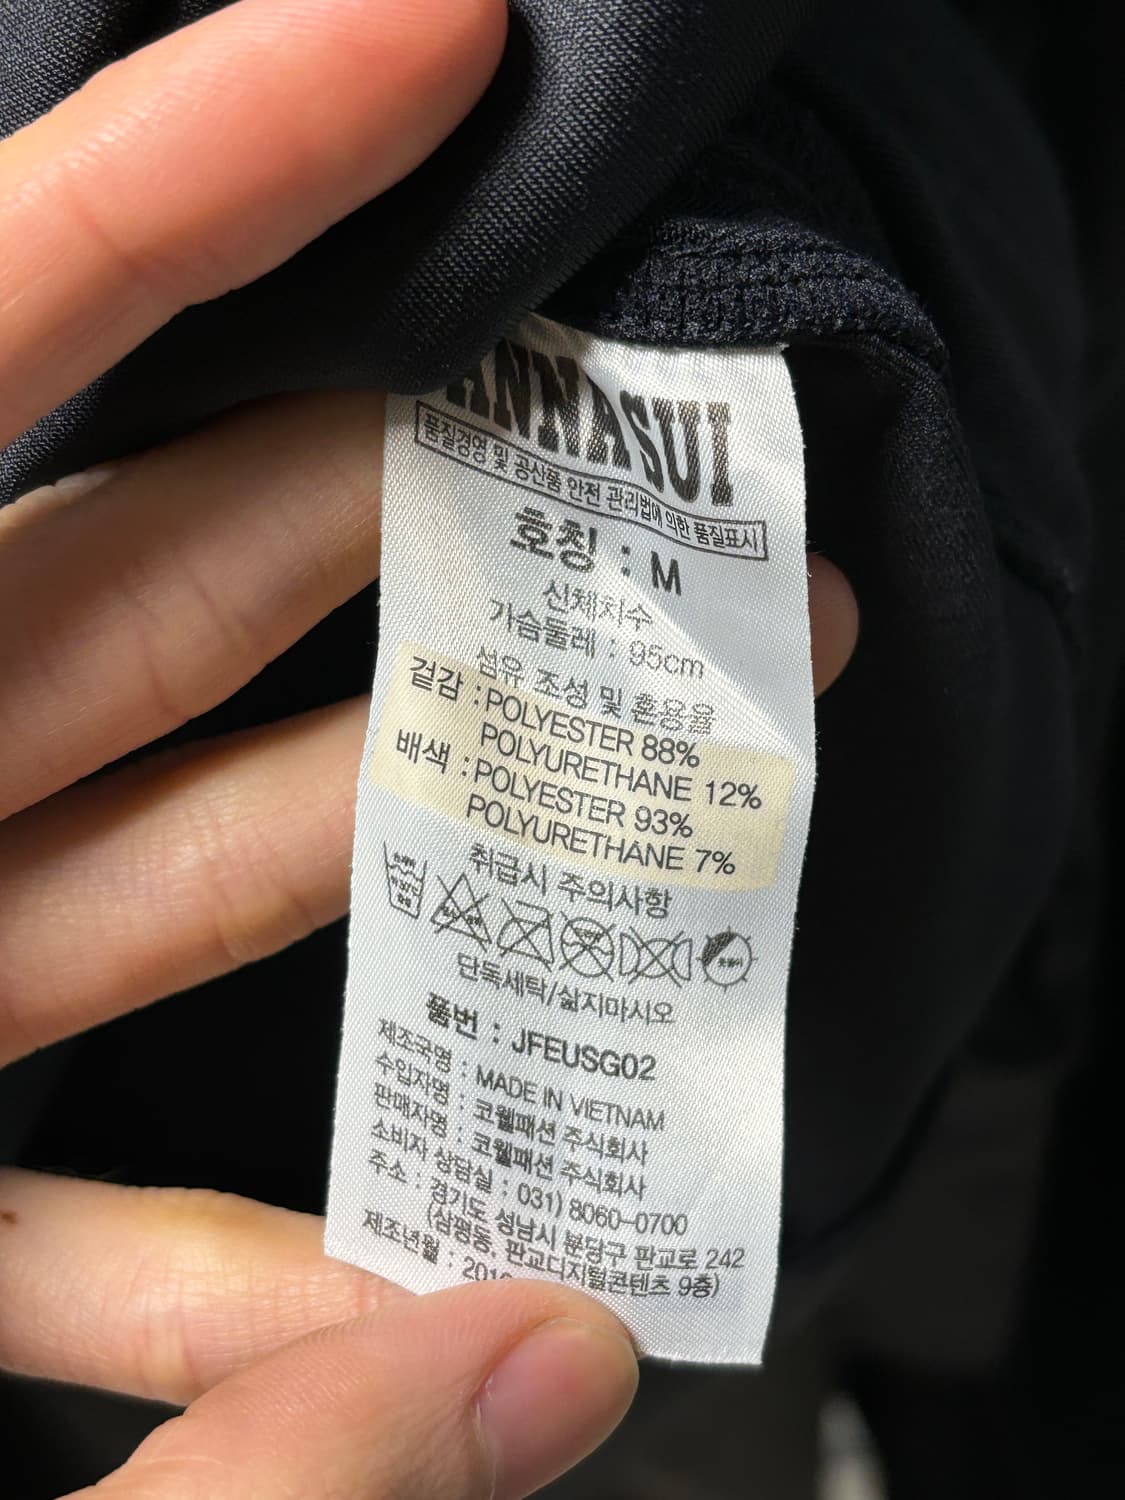 ANNASUI
품질경영 및 공산품 안전 관리법에 의한 품질표시
호칭 : M
신체치수
가슴둘레 : 95cm
섬유 조성 및 혼용율
겉감 : POLYESTER 88%
POLYURETHANE 12%
배색 : POLYESTER 93%
POLYURETHANE 7%
취급시 주의사항
단독세탁/삶지마시오
품번 : JFEUSG02
제조국명 : MADE IN VIETNAM
수입자명 : 코웰패션 주식회사
판매자명 : 코웰패션 주식회사
소비자 상담실 : 031) 8060-0700
주소 : 경기도 성남시 분당구 판교로 242
(삼평동, 판교디지털콘텐츠 9층)
제조년월 :